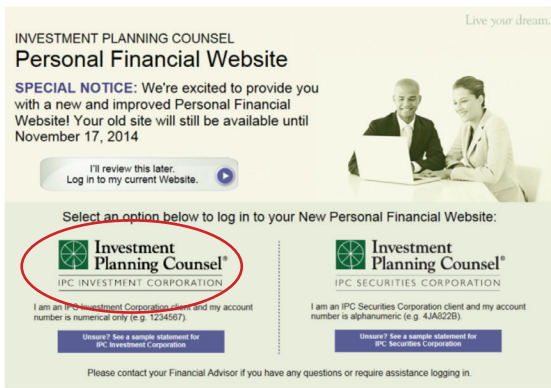 Live your dream.
INVESTMENT PLANNING COUNSEL
Personal Financial Website
SPECIAL NOTICE: We're excited to provide you
with a new and improved Personal Financial
Website! Your old site will still be available until
November 17, 2014
I'll review this later.
Log in to my current Website.
Select an option below to log in to your New Personal Financial Website:
Investment
Planning Counsel®
IPC INVESTMENT CORPORATION
I am an IPC Investment Corporation client and my account
number is numerical only (e.g. 1234567).
Unsure? See a sample statement for
IPC Investment Corporation
Investment
Planning Counsel®
IPC SECURITIES CORPORATION
I am an IPC Securities Corporation client and my account
number is alphanumeric (e.g. 4JA822B).
Unsure? See a sample statement for
IPC Securities Corporation
Please contact your Financial Advisor if you have any questions or require assistance logging in.